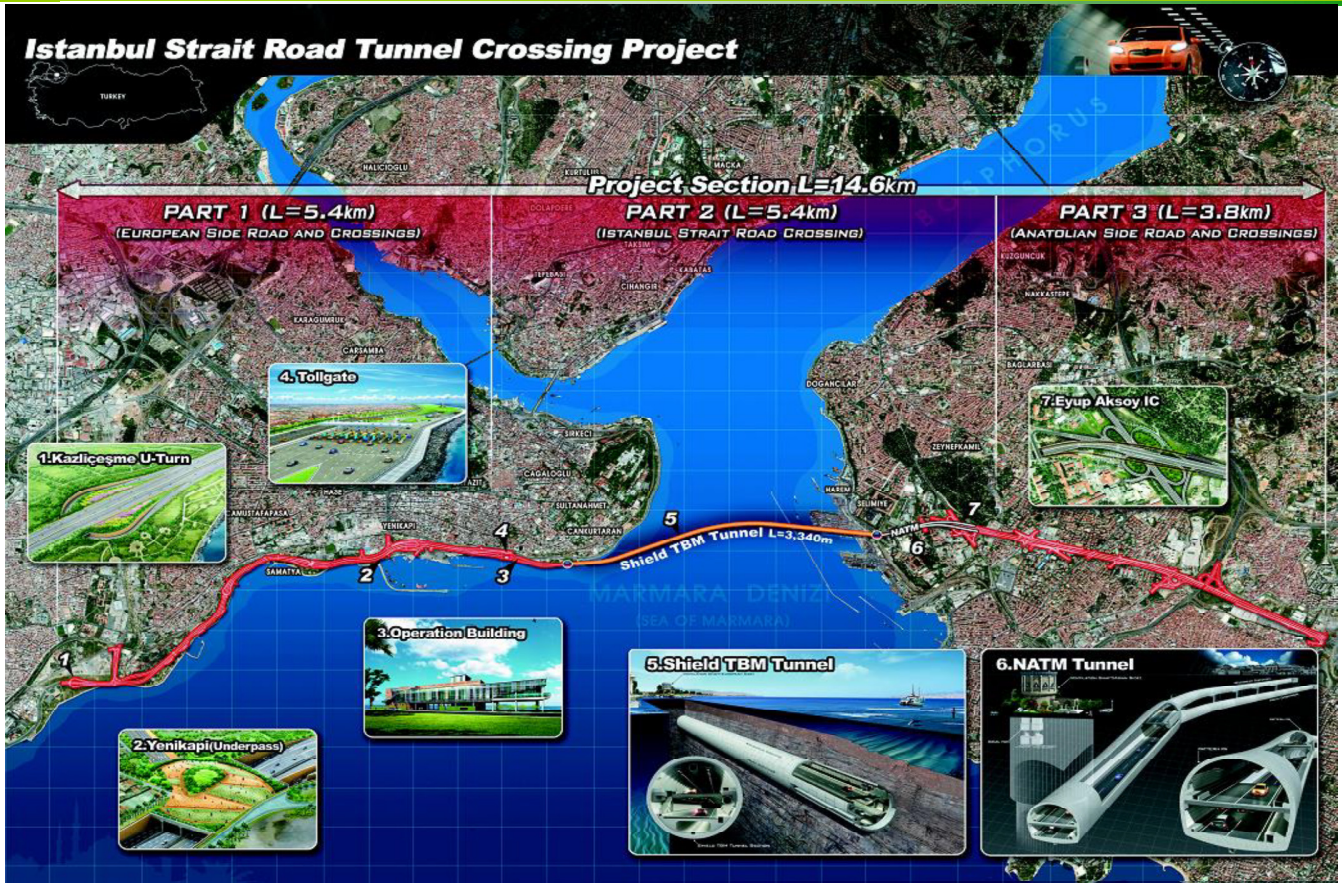 Istanbul Strait Road Tunnel Crossing Project
TURKEY
BOSPHORUS
HALICIOGLU
KURTULUS
MACKA
Project Section L=14.6km
PART 1 (L=5.4km)
(EUROPEAN SIDE ROAD AND CROSSINGS)
PART 2 (L=5.4km)
(ISTANBUL STRAIT ROAD CROSSING)
PART 3 (L=3.8km)
(ANATOLIAN SIDE ROAD AND CROSSINGS)
DOLAPDERE
TAKSIM
TEPEBASI
KABATAS
CIHANGIR
KUZGUNCUK
NAKKASTEPE
KARAGUMRUK
CARSAMBA
BAGLARBASI
DOGANCILAR
4. Tollgate
7.Eyup Aksoy IC
1.Kazlıçeşme U-Turn
SIRKECI
CAGALOGLU
ZEYNEPKAMIL
SULTANAHMET
HAREM
SELIMIYE
CANKURTARAN
YENIKAPI
SAMATYA
1
2
3
4
5
6
7
NATM
Shield TBM Tunnel L=3,340m
MARMARA DENIZI
(SEA OF MARMARA)
3.Operation Building
2.Yenikapi(Underpass)
5.Shield TBM Tunnel
SHIELD TBM TUNNEL SECTION
6.NATM Tunnel